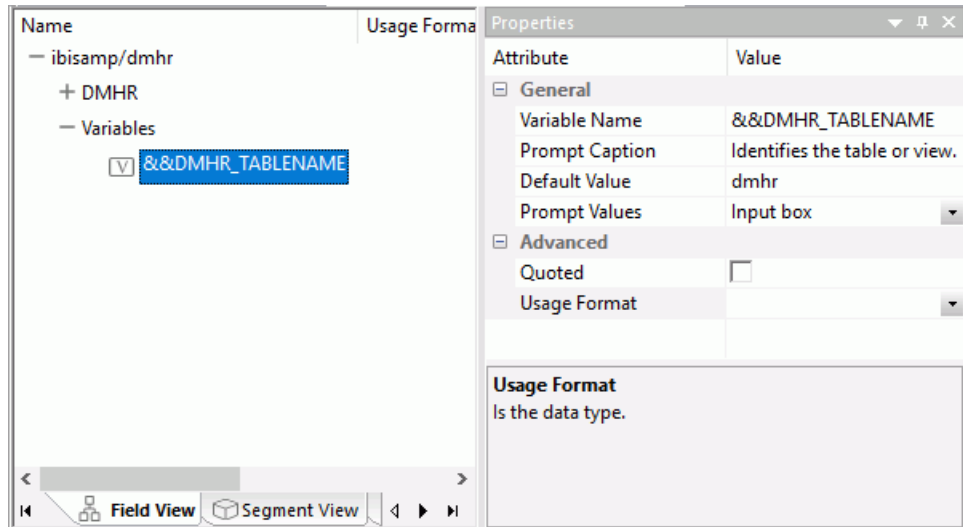 Name Usage Forma
ibisamp/dmhr
DMHR
Variables
V &&DMHR_TABLENAME
Field View Segment View
Properties
Attribute Value
General
Variable Name &&DMHR_TABLENAME
Prompt Caption Identifies the table or view.
Default Value dmhr
Prompt Values Input box
Advanced
Quoted
Usage Format
Usage Format
Is the data type.